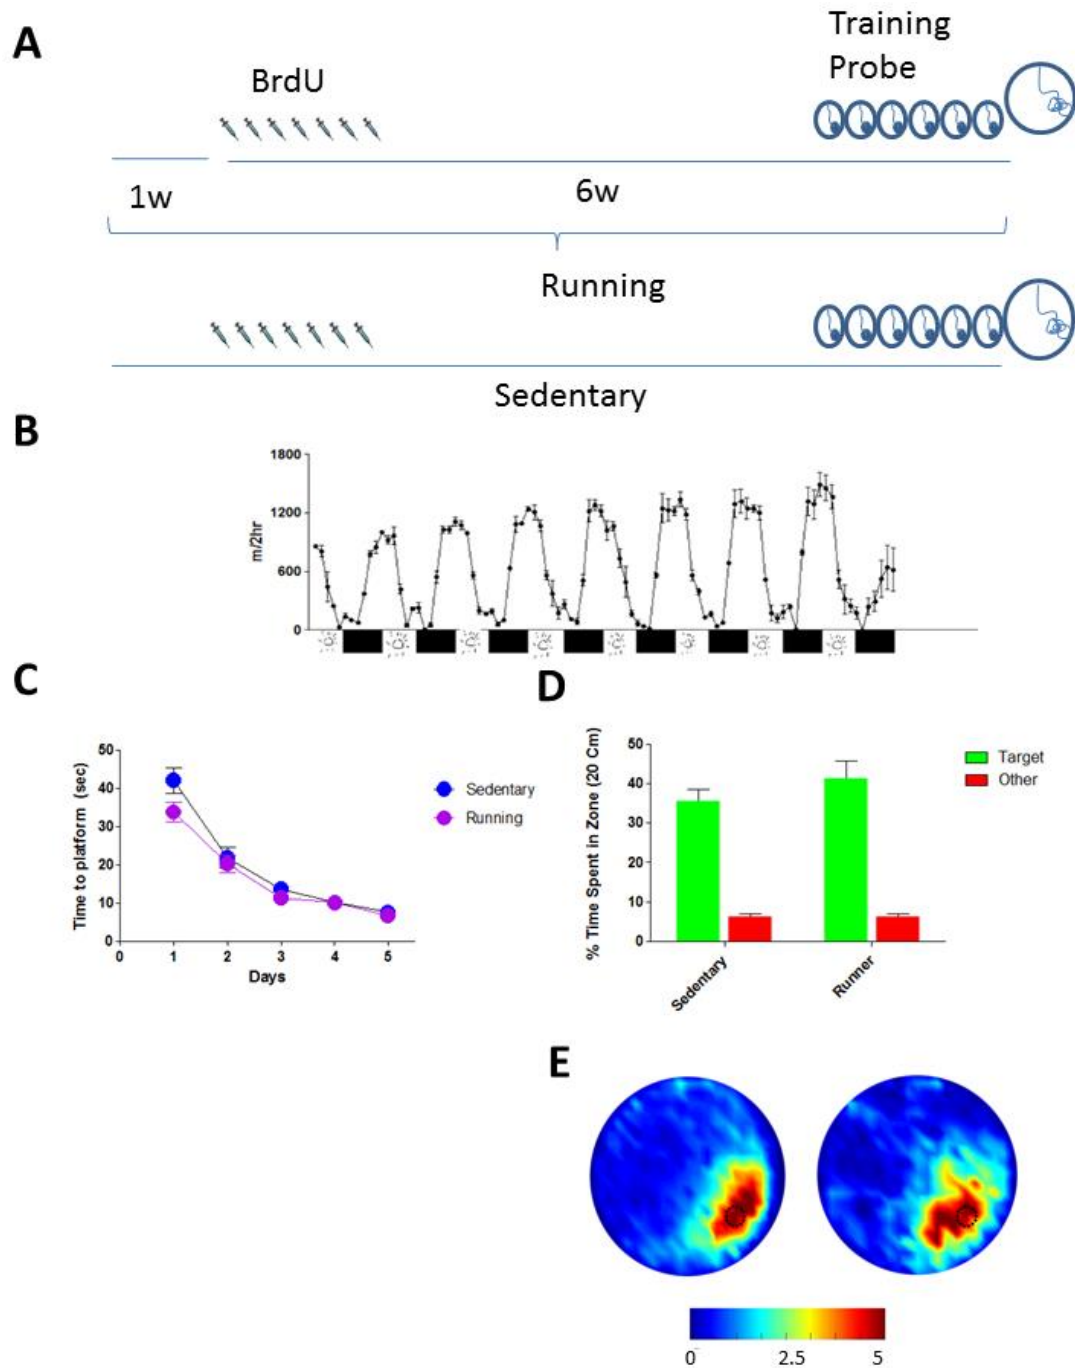 A
Training
Probe
BrdU
1w
6w
Running
Sedentary
B
1800
1200
600
0
m/2hr
C
50
40
30
20
10
0
Time to platform (sec)
0 1 2 3 4 5
Days
Sedentary
Running
D
50
40
30
20
10
0
% Time Spent in Zone (20 Cm)
Sedentary
Runner
Target
Other
E
0 2.5 5